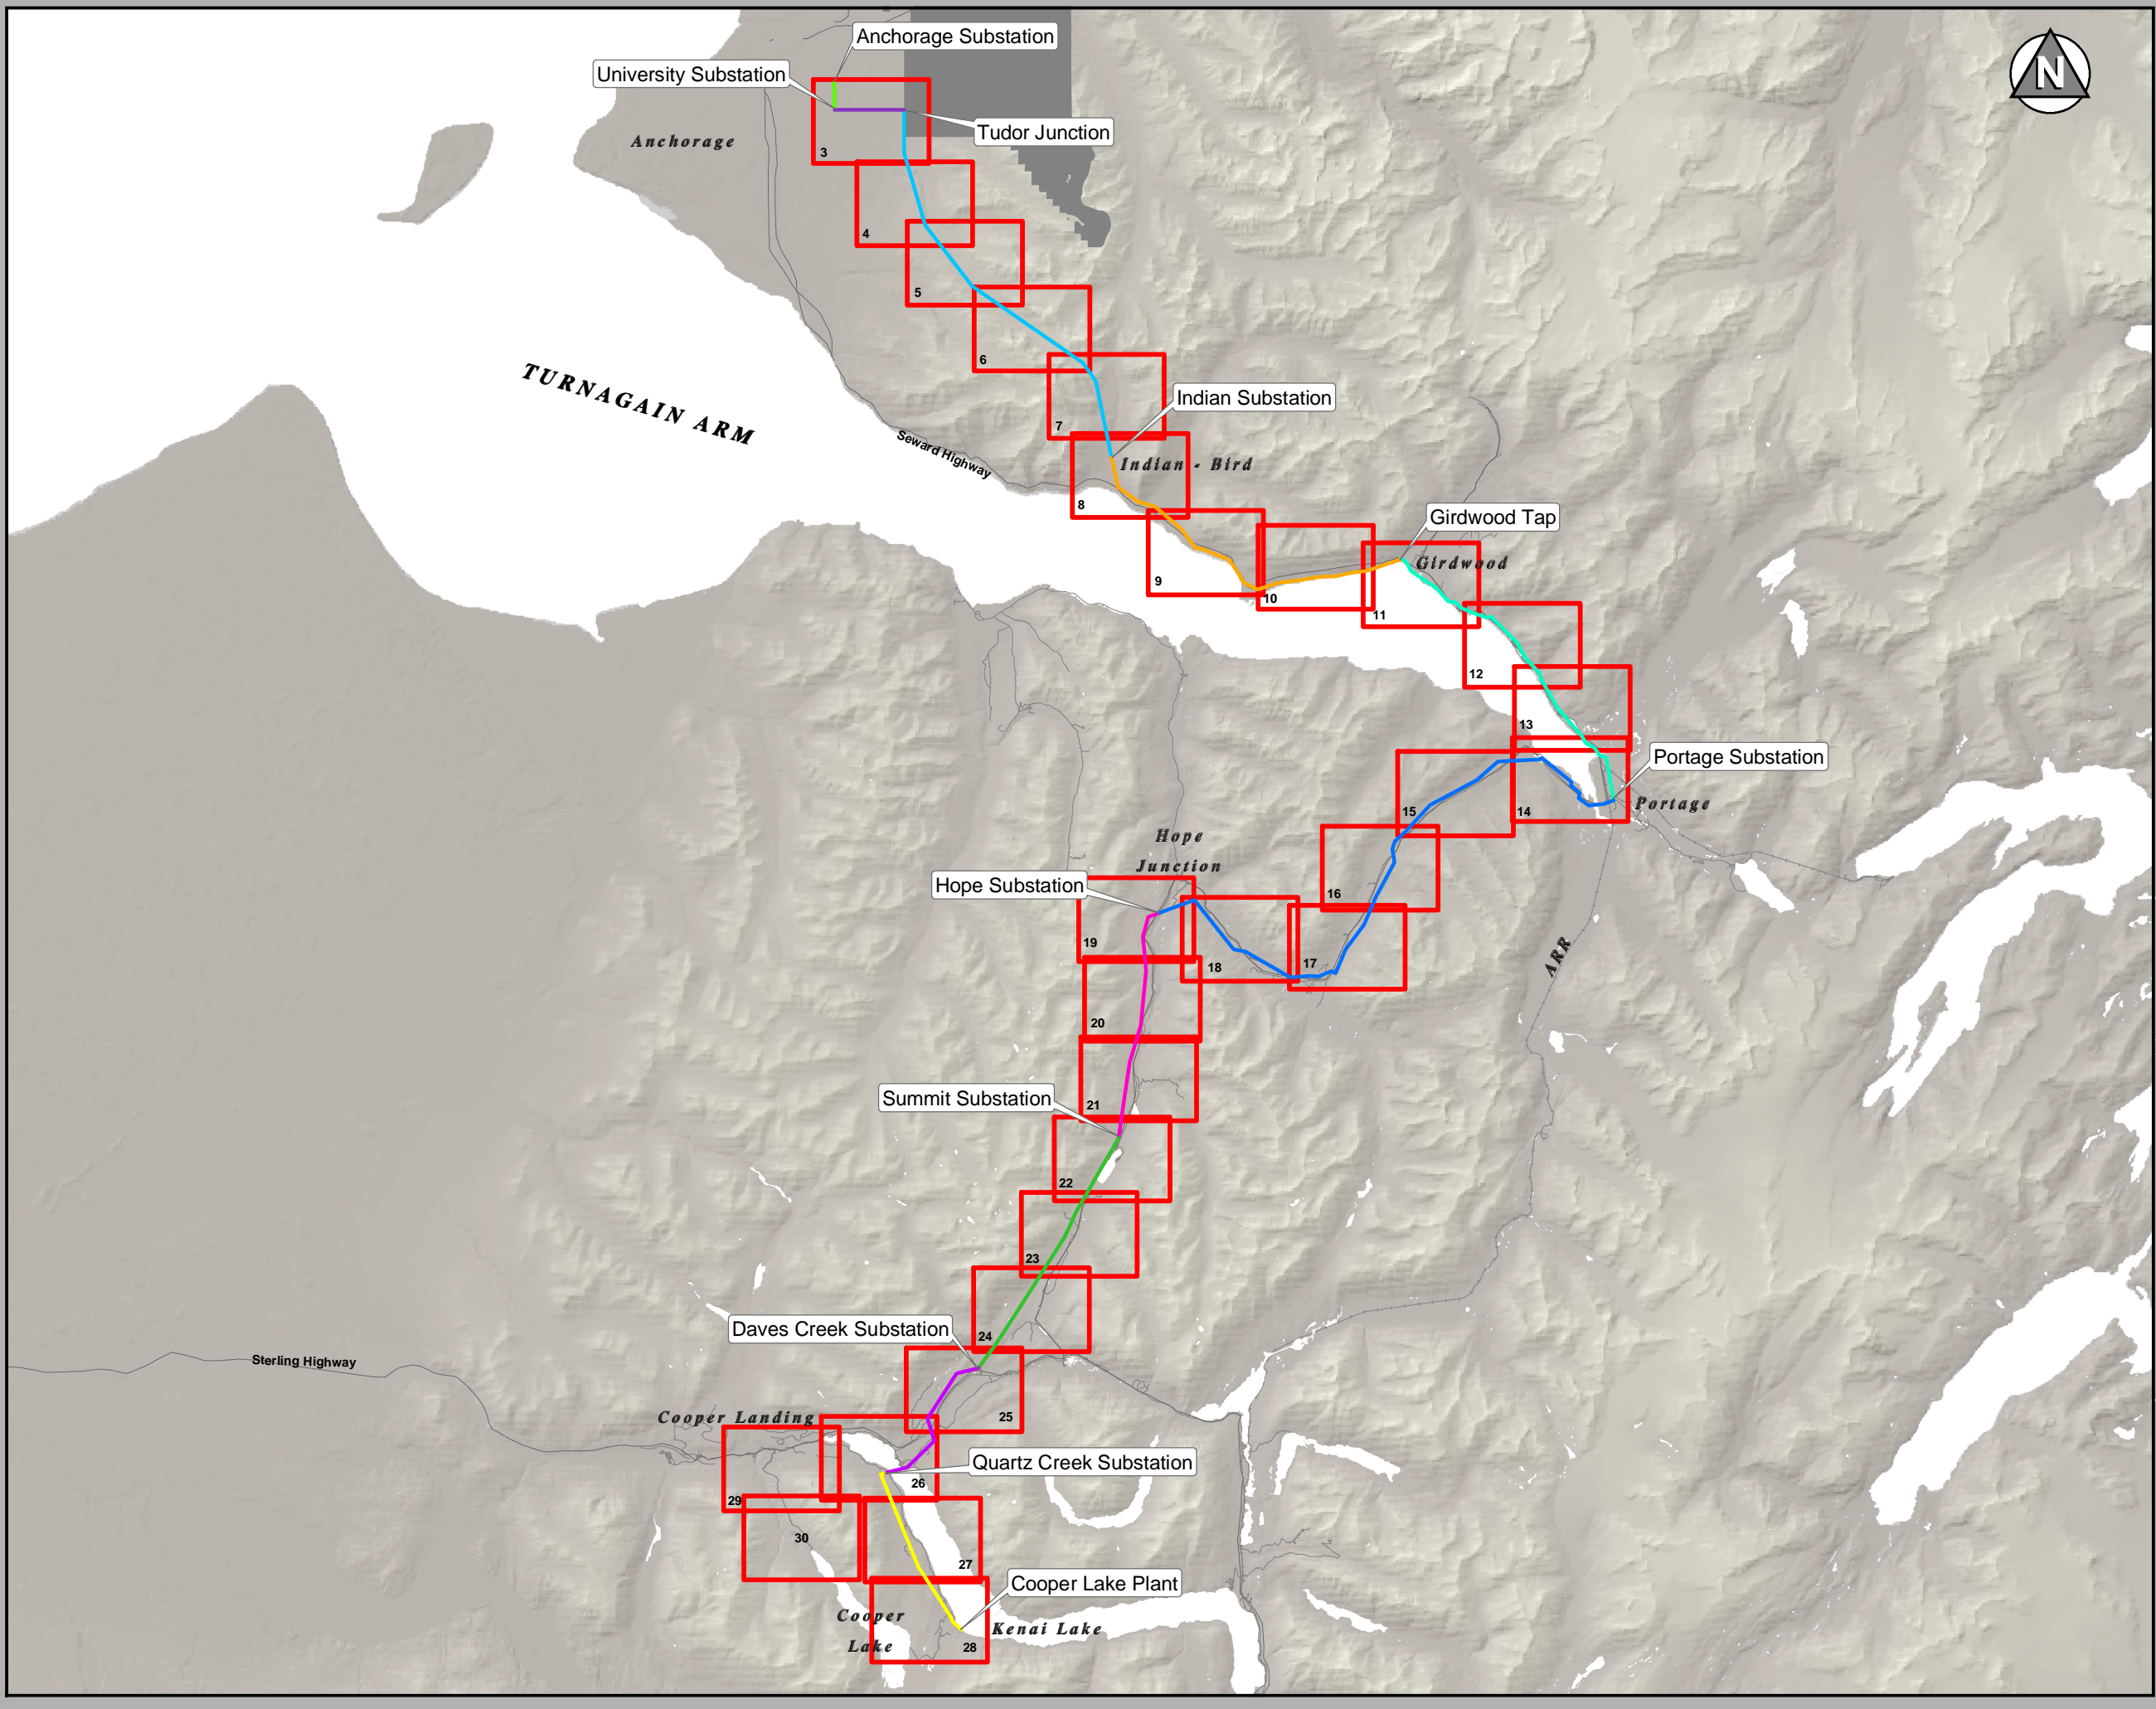 Anchorage Substation
N
University Substation
Tudor Junction
Anchorage
3
4
5
6
TURNAGAIN ARM
7
Indian Substation
Seward Highway
Indian - Bird
8
Girdwood Tap
9
10
Girdwood
11
12
13
Portage Substation
Portage
14
15
Hope
Junction
Hope Substation
16
19
18
17
ARR
20
21
Summit Substation
22
23
Daves Creek Substation
24
Sterling Highway
Cooper Landing
25
Quartz Creek Substation
26
29
30
27
Cooper Lake Plant
Cooper
Lake
Kenai Lake
28